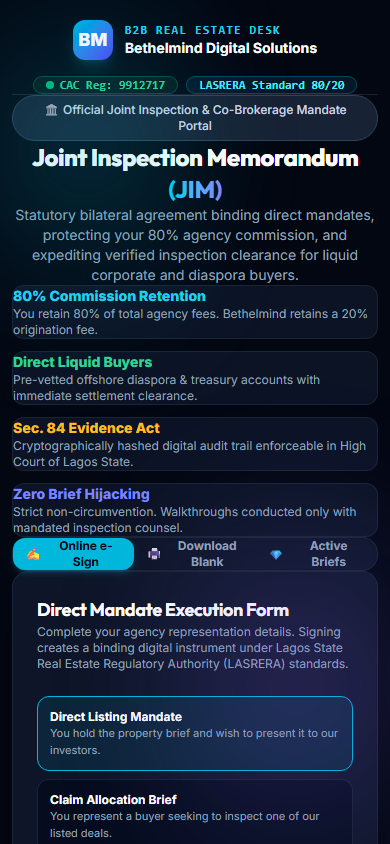 BM
B2B REAL ESTATE DESK
Bethelmind Digital Solutions
CAC Reg: 9912717
LASRERA Standard 80/20
🏛️ Official Joint Inspection & Co-Brokerage Mandate
Portal
Joint Inspection Memorandum
(JIM)
Statutory bilateral agreement binding direct mandates,
protecting your 80% agency commission, and
expediting verified inspection clearance for liquid
corporate and diaspora buyers.
80% Commission Retention
You retain 80% of total agency fees. Bethelmind retains a 20%
origination fee.
Direct Liquid Buyers
Pre-vetted offshore diaspora & treasury accounts with
immediate settlement clearance.
Sec. 84 Evidence Act
Cryptographically hashed digital audit trail enforceable in High
Court of Lagos State.
Zero Brief Hijacking
Strict non-circumvention. Walkthroughs conducted only with
mandated inspection counsel.
✍️ Online e-
Sign
🖨️ Download
Blank
💎 Active
Briefs
Direct Mandate Execution Form
Complete your agency representation details. Signing
creates a binding digital instrument under Lagos State
Real Estate Regulatory Authority (LASRERA) standards.
Direct Listing Mandate
You hold the property brief and wish to present it to our
investors.
Claim Allocation Brief
You represent a buyer seeking to inspect one of our
listed deals.